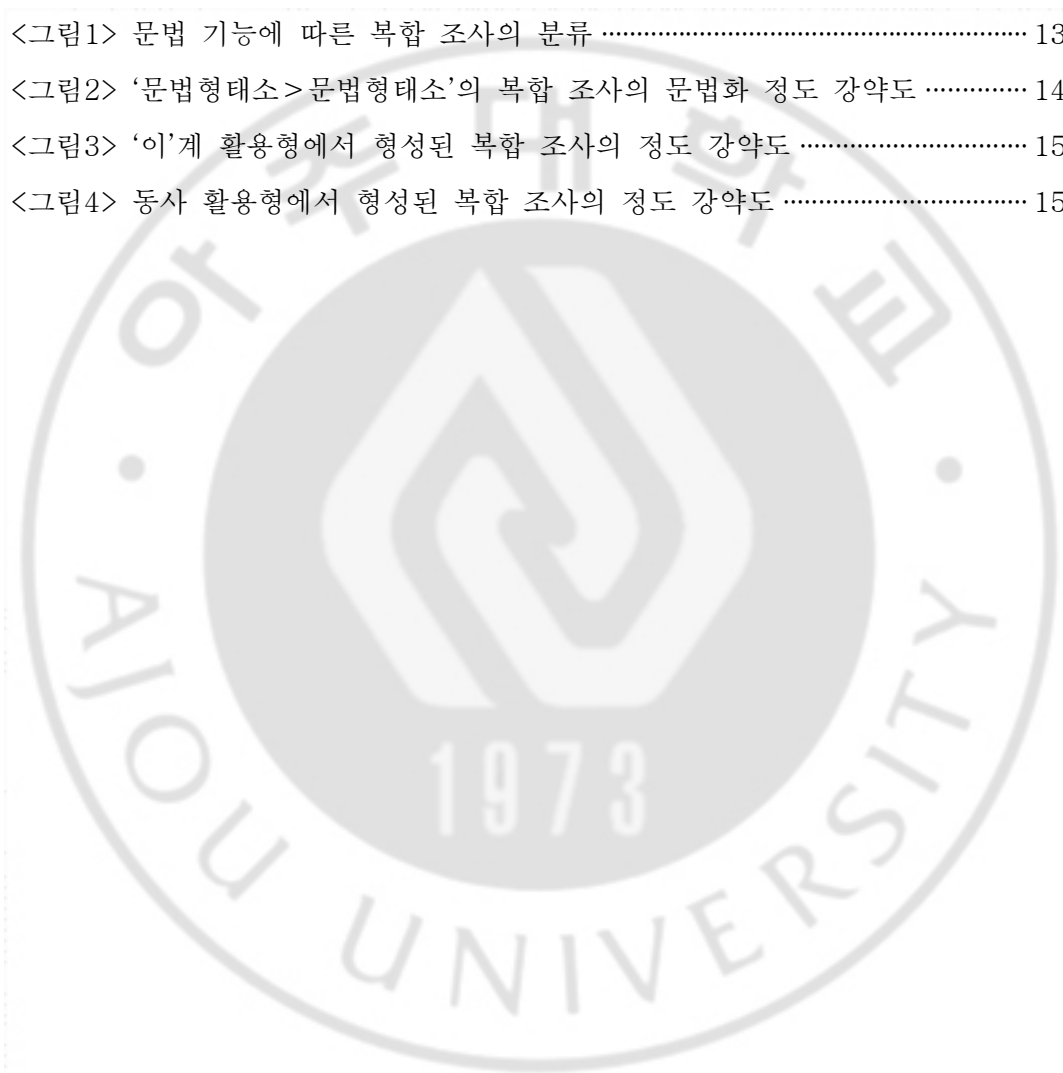 <그림1> 문법 기능에 따른 복합 조사의 분류 ························································ 13
<그림2> ‘문법형태소>문법형태소’의 복합 조사의 문법화 정도 강약도 ·············· 14
<그림3> ‘이’계 활용형에서 형성된 복합 조사의 정도 강약도 ······························ 15
<그림4> 동사 활용형에서 형성된 복합 조사의 정도 강약도 ································ 15
아주대학교
AJOU UNIVERSITY
1973